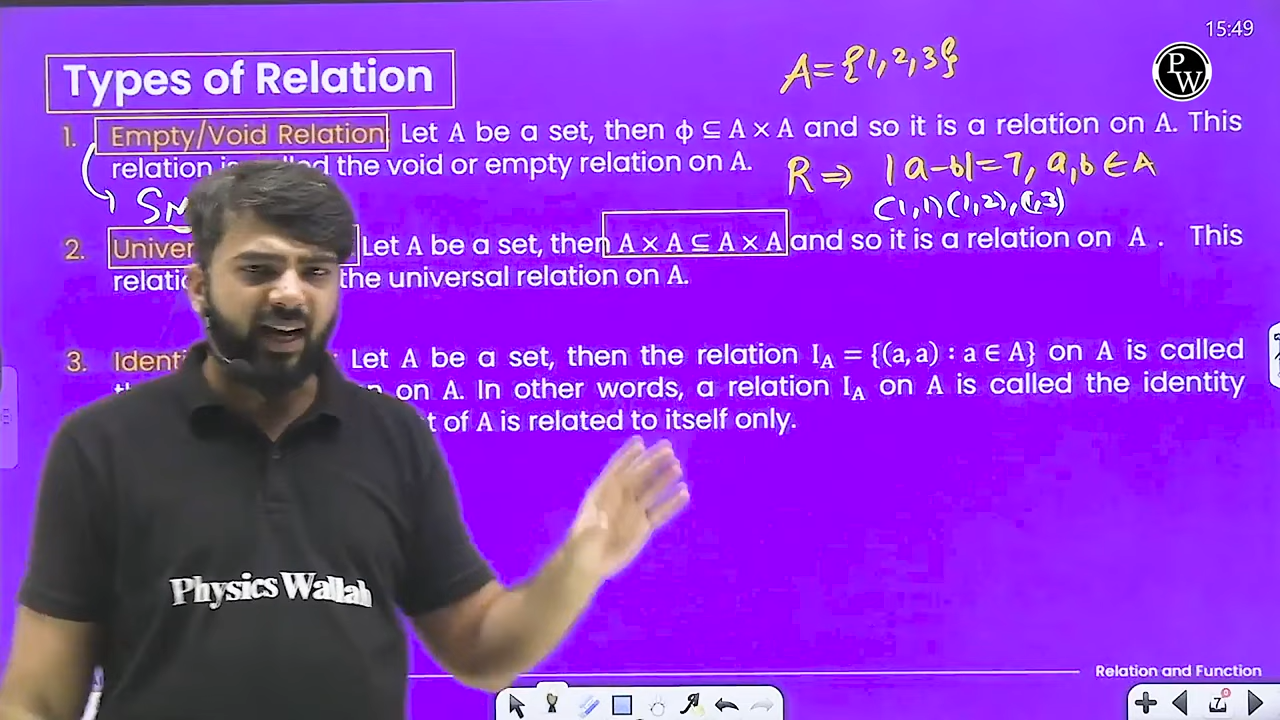 15:49
Types of Relation
A = {1, 2, 3}
P W
1. Empty/Void Relation: Let A be a set, then ϕ ⊆ A × A and so it is a relation on A. This
relation is called the void or empty relation on A.
R ⇒ |a-b| = 7, a, b ∈ A
(1,1) (1,2), (1,3)
2. Let A be a set, then A × A ⊆ A × A and so it is a relation on A . This
the universal relation on A.
3. : Let A be a set, then the relation I_A = {(a, a) : a ∈ A} on A is called
on A. In other words, a relation I_A on A is called the identity
of A is related to itself only.
Physics Wallah
Relation and Function